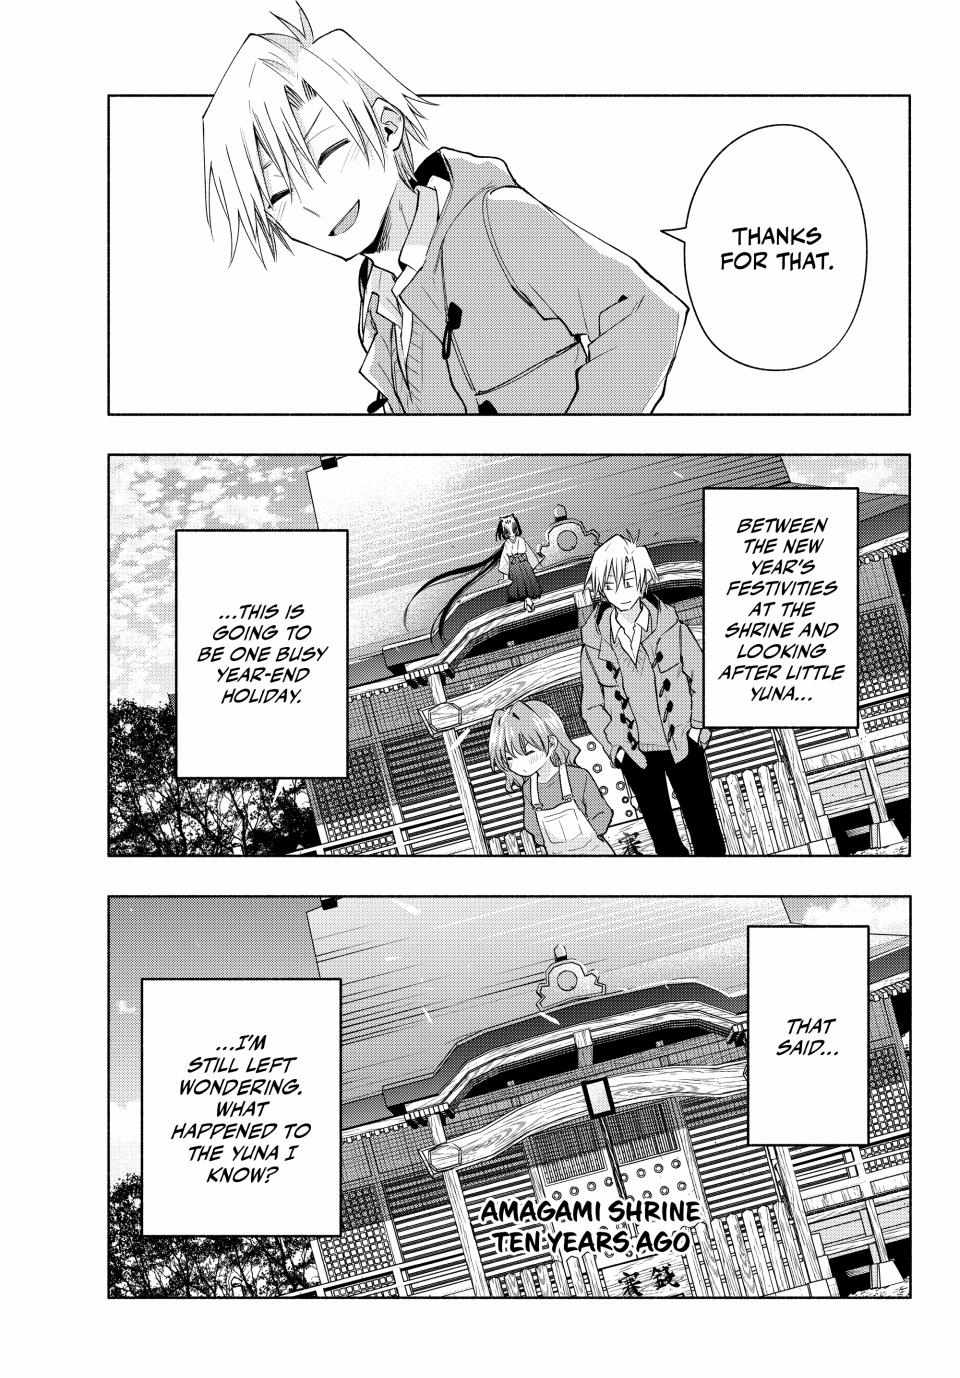 THANKS
FOR THAT.
BETWEEN
THE NEW
YEAR'S
FESTIVITIES
AT THE
SHRINE AND
LOOKING
AFTER LITTLE
YUNA...
...THIS IS
GOING TO
BE ONE BUSY
YEAR-END
HOLIDAY.
THAT
SAID...
...I'M
STILL LEFT
WONDERING.
WHAT
HAPPENED TO
THE YUNA I
KNOW?
AMAGAMI SHRINE
TEN YEARS AGO
賽銭